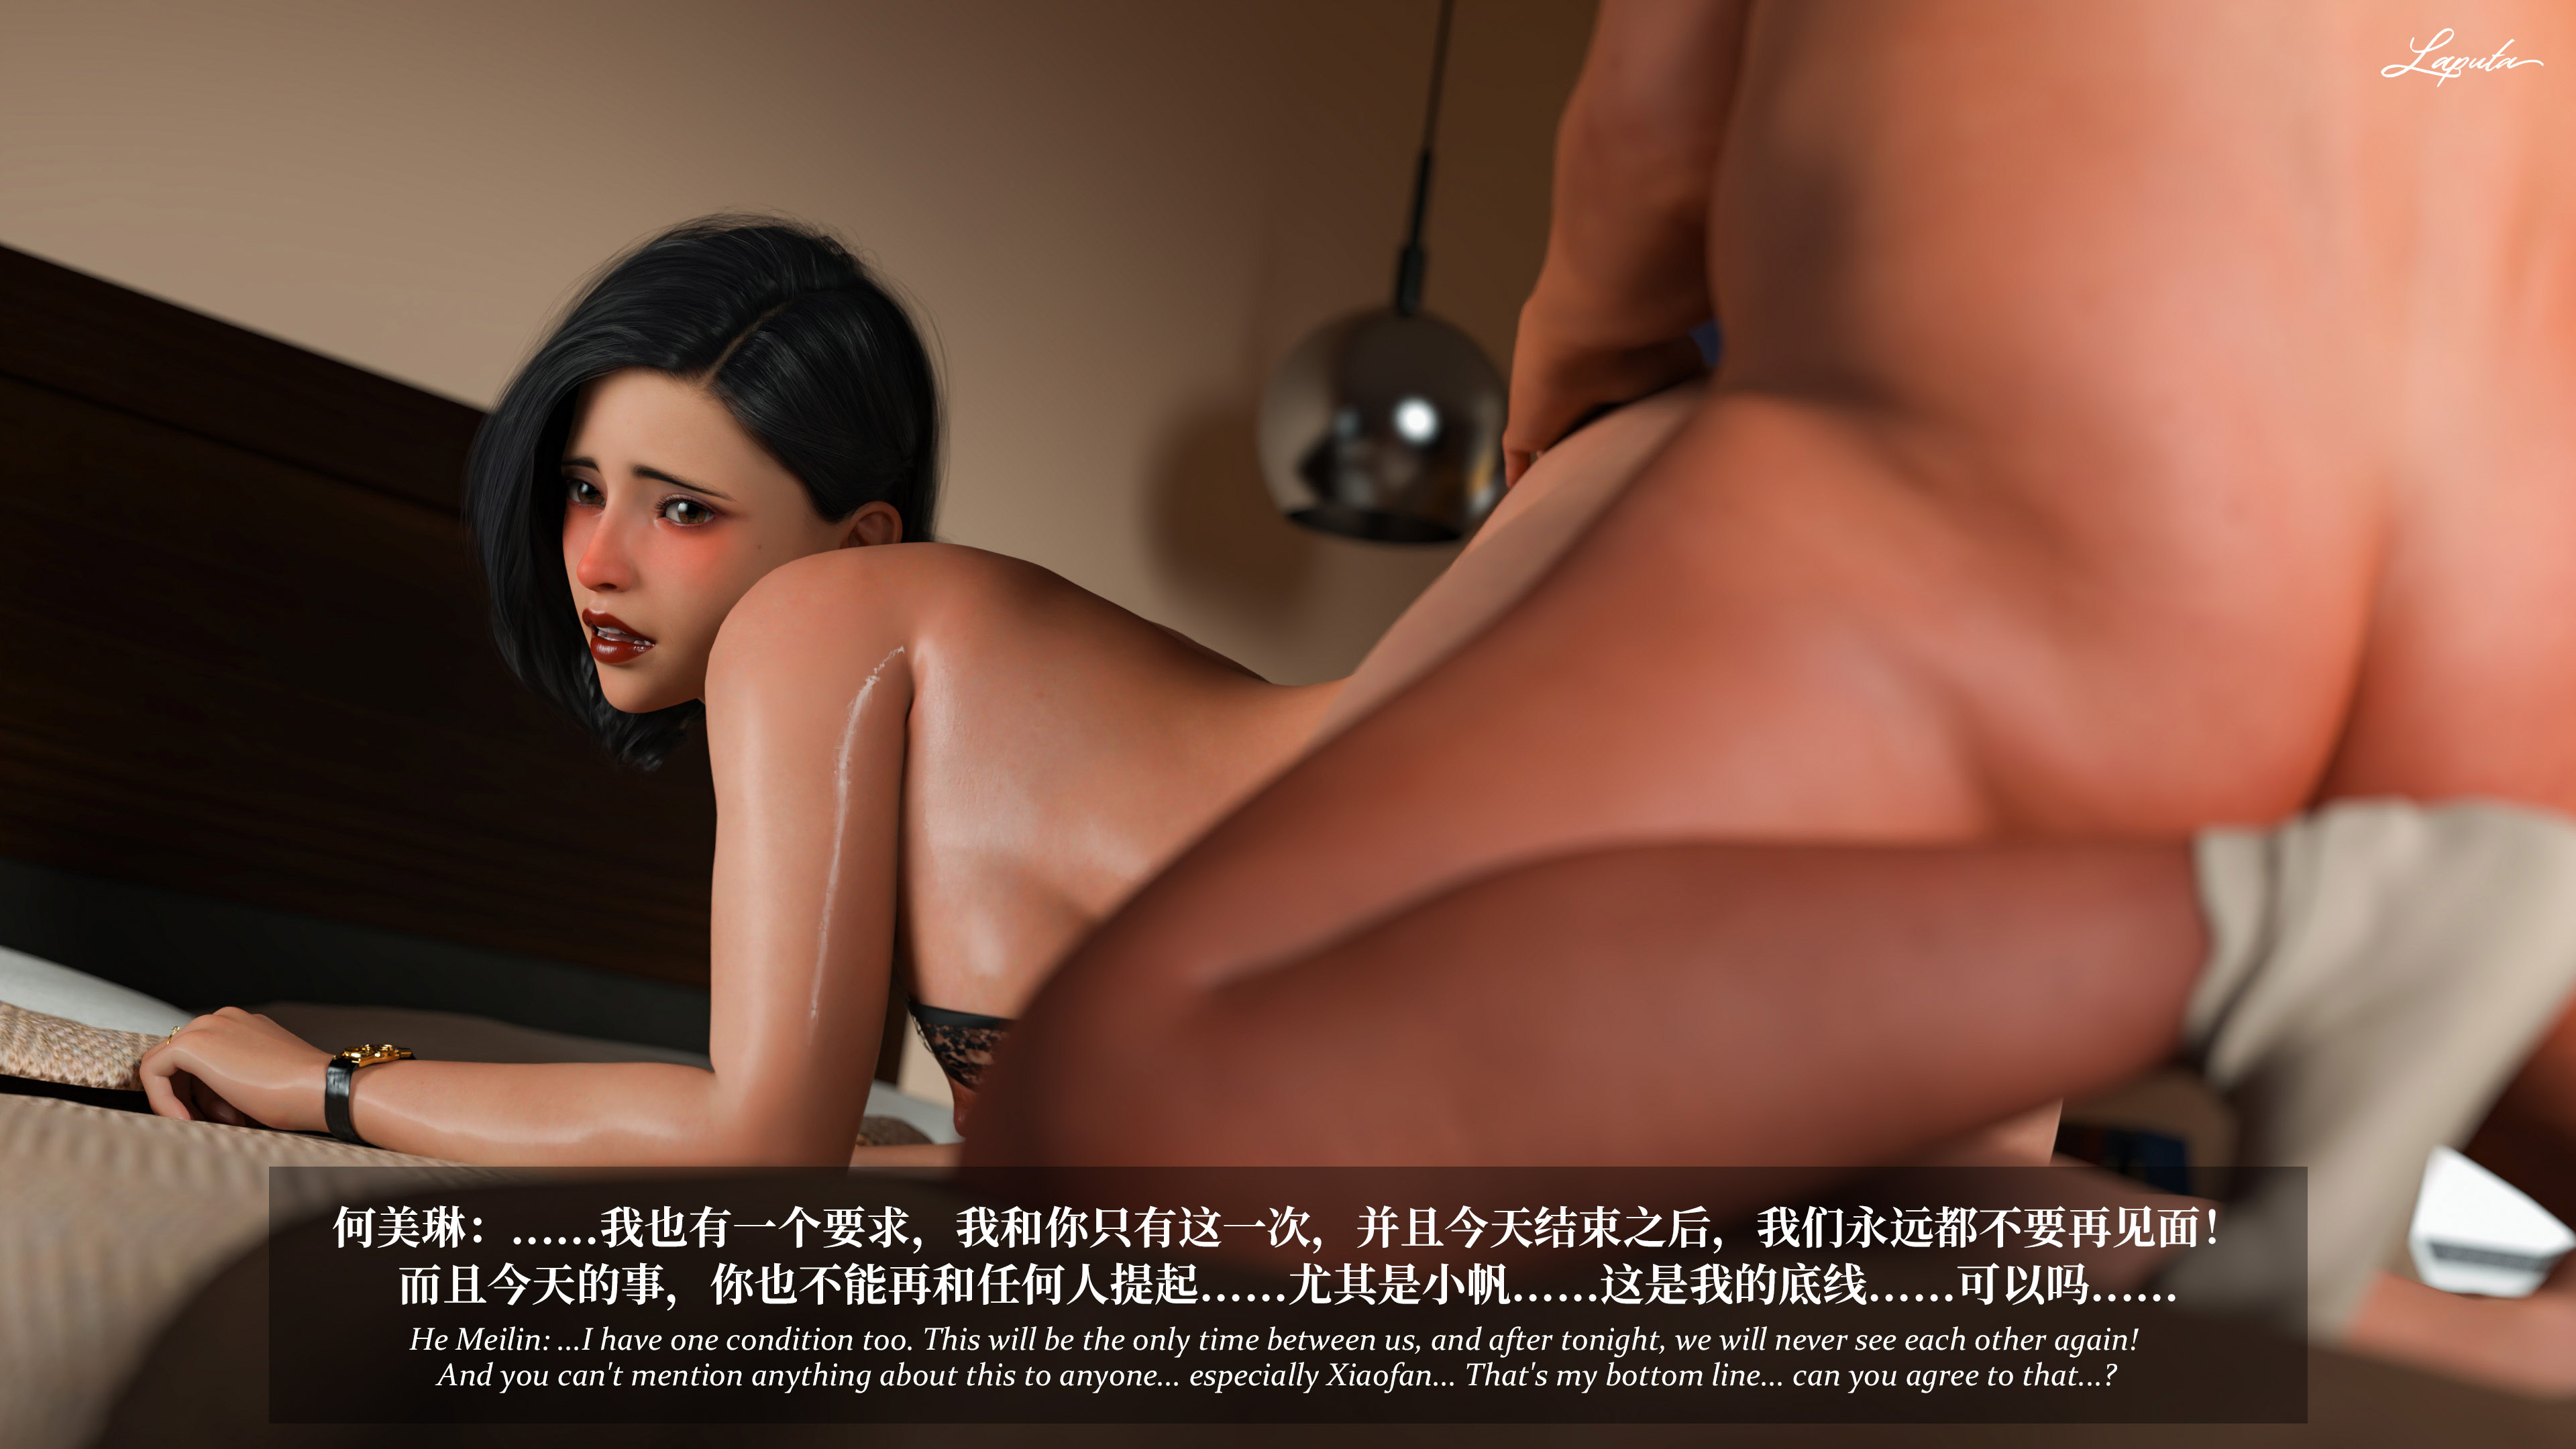 Laputa
何美琳：……我也有一个要求，我和你只有这一次，并且今天结束之后，我们永远都不要再见面！
而且今天的事，你也不能再和任何人提起……尤其是小帆……这是我的底线……可以吗……
He Meilin: ...I have one condition too. This will be the only time between us, and after tonight, we will never see each other again!
And you can't mention anything about this to anyone... especially Xiaofan... That's my bottom line... can you agree to that...?